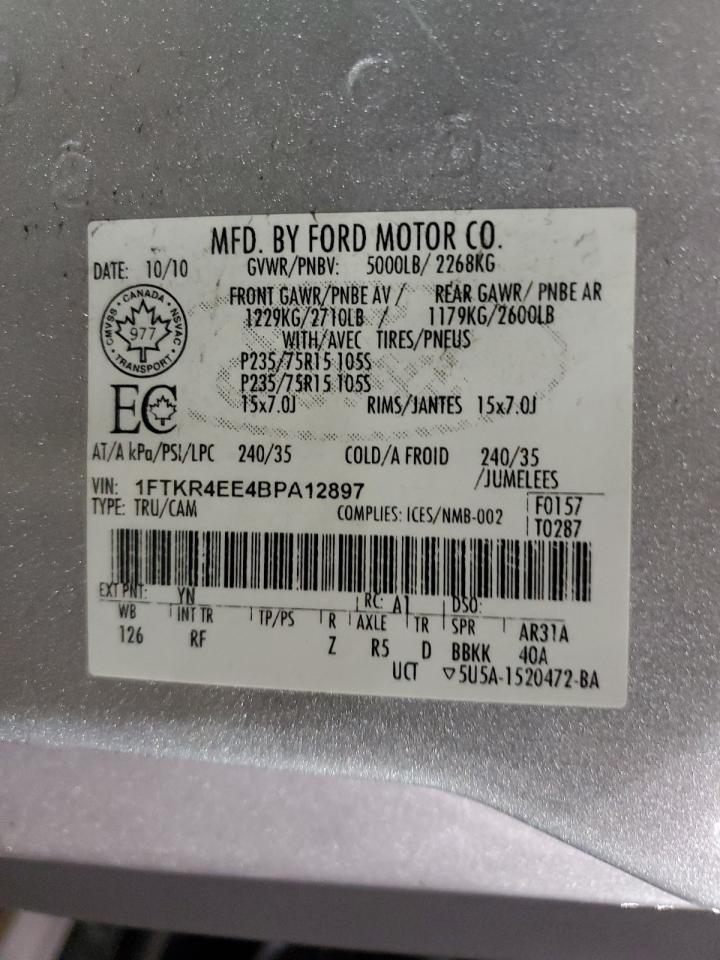 MFD. BY FORD MOTOR CO.
DATE: 10/10 GVWR/PNBV: 5000LB/ 2268KG
FRONT GAWR/PNBE AV / REAR GAWR/ PNBE AR
1229KG/2710LB / 1179KG/2600LB
WITH/AVEC TIRES/PNEUS
P235/75R15 105S
P235/75R15 105S
15x7.0J RIMS/JANTES 15x7.0J
CMVSS • CANADA • NSVAC • TRANSPORT •
977
EC
AT/A kPa/PSI/LPC 240/35 COLD/A FROID 240/35
/JUMELEES
VIN: 1FTKR4EE4BPA12897
TYPE: TRU/CAM COMPLIES: ICES/NMB-002
F0157
T0287
EXT PNT: YN RC: A1 DSO:
WB INT TR TP/PS R AXLE TR SPR AR31A
126 RF Z R5 D BBKK 40A
UCT ▽5U5A-1520472-BA